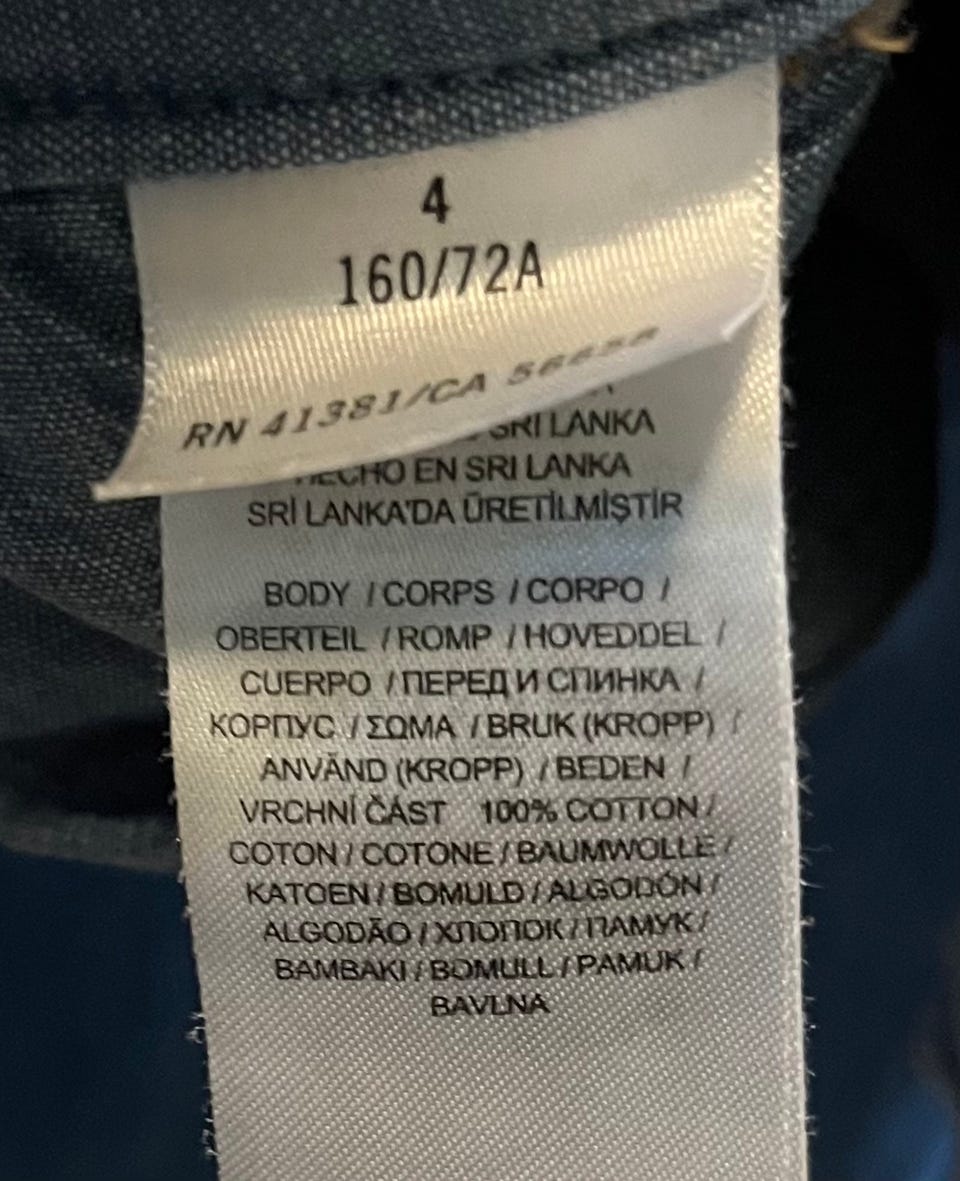 4
160/72A
RN 41381/CA 56658
SRI LANKA
HECHO EN SRI LANKA
SRİ LANKA'DA ÜRETİLMİŞTİR
BODY / CORPS / CORPO /
OBERTEIL / ROMP / HOVEDDEL /
CUERPO / ПЕРЕД И СПИНКА /
КОРПУС / ΣΩΜΑ / BRUK (KROPP) /
ANVÄND (KROPP) / BEDEN /
VRCHNÍ ČÁST 100% COTTON /
COTON / COTONE / BAUMWOLLE /
KATOEN / BOMULD / ALGODÓN /
ALGODÃO / ХЛОПОК / ПАМУК /
BAMBAKI / BOMULL / PAMUK /
BAVLNA